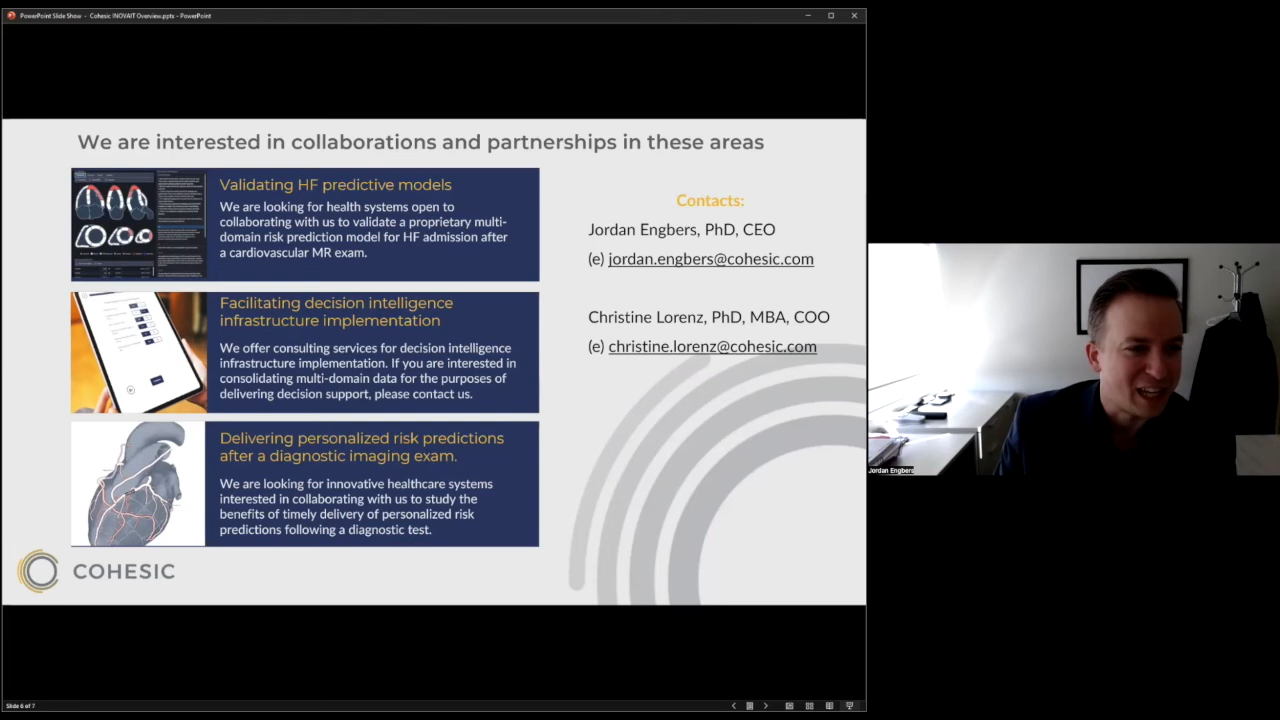 PowerPoint Slide Show - Cohesic INOVAIT Overview.pptx - PowerPoint
We are interested in collaborations and partnerships in these areas
Validating HF predictive models
We are looking for health systems open to
collaborating with us to validate a proprietary multi-
domain risk prediction model for HF admission after
a cardiovascular MR exam.
Facilitating decision intelligence
infrastructure implementation
We offer consulting services for decision intelligence
infrastructure implementation. If you are interested in
consolidating multi-domain data for the purposes of
delivering decision support, please contact us.
Delivering personalized risk predictions
after a diagnostic imaging exam.
We are looking for innovative healthcare systems
interested in collaborating with us to study the
benefits of timely delivery of personalized risk
predictions following a diagnostic test.
Contacts:
Jordan Engbers, PhD, CEO
(e) jordan.engbers@cohesic.com
Christine Lorenz, PhD, MBA, COO
(e) christine.lorenz@cohesic.com
COHESIC
Jordan Engbers
Slide 6 of 7